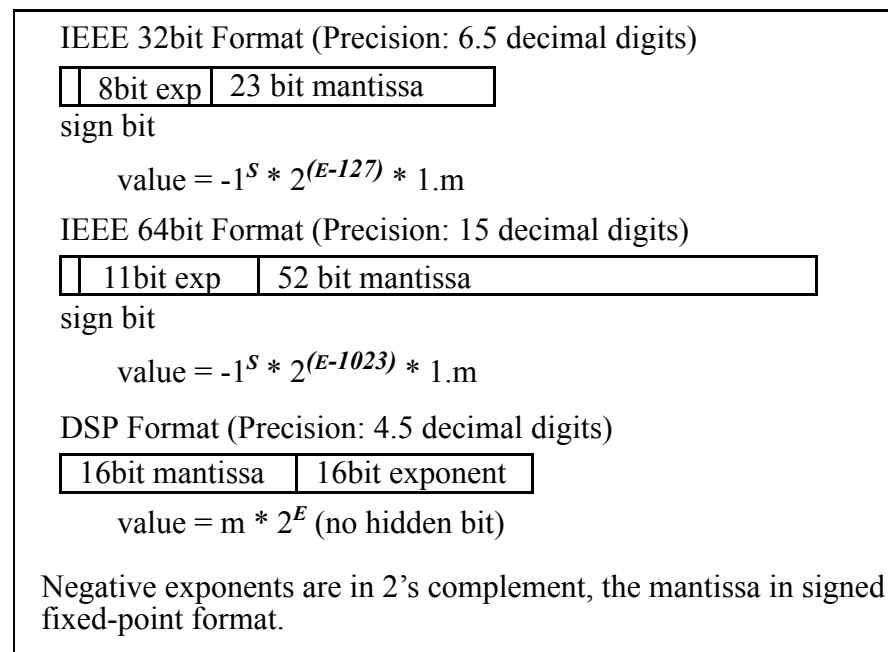 IEEE 32bit Format (Precision: 6.5 decimal digits)
8bit exp 23 bit mantissa
sign bit
value = -1^S * 2^(E-127) * 1.m
IEEE 64bit Format (Precision: 15 decimal digits)
11bit exp 52 bit mantissa
sign bit
value = -1^S * 2^(E-1023) * 1.m
DSP Format (Precision: 4.5 decimal digits)
16bit mantissa 16bit exponent
value = m * 2^E (no hidden bit)
Negative exponents are in 2’s complement, the mantissa in signed
fixed-point format.